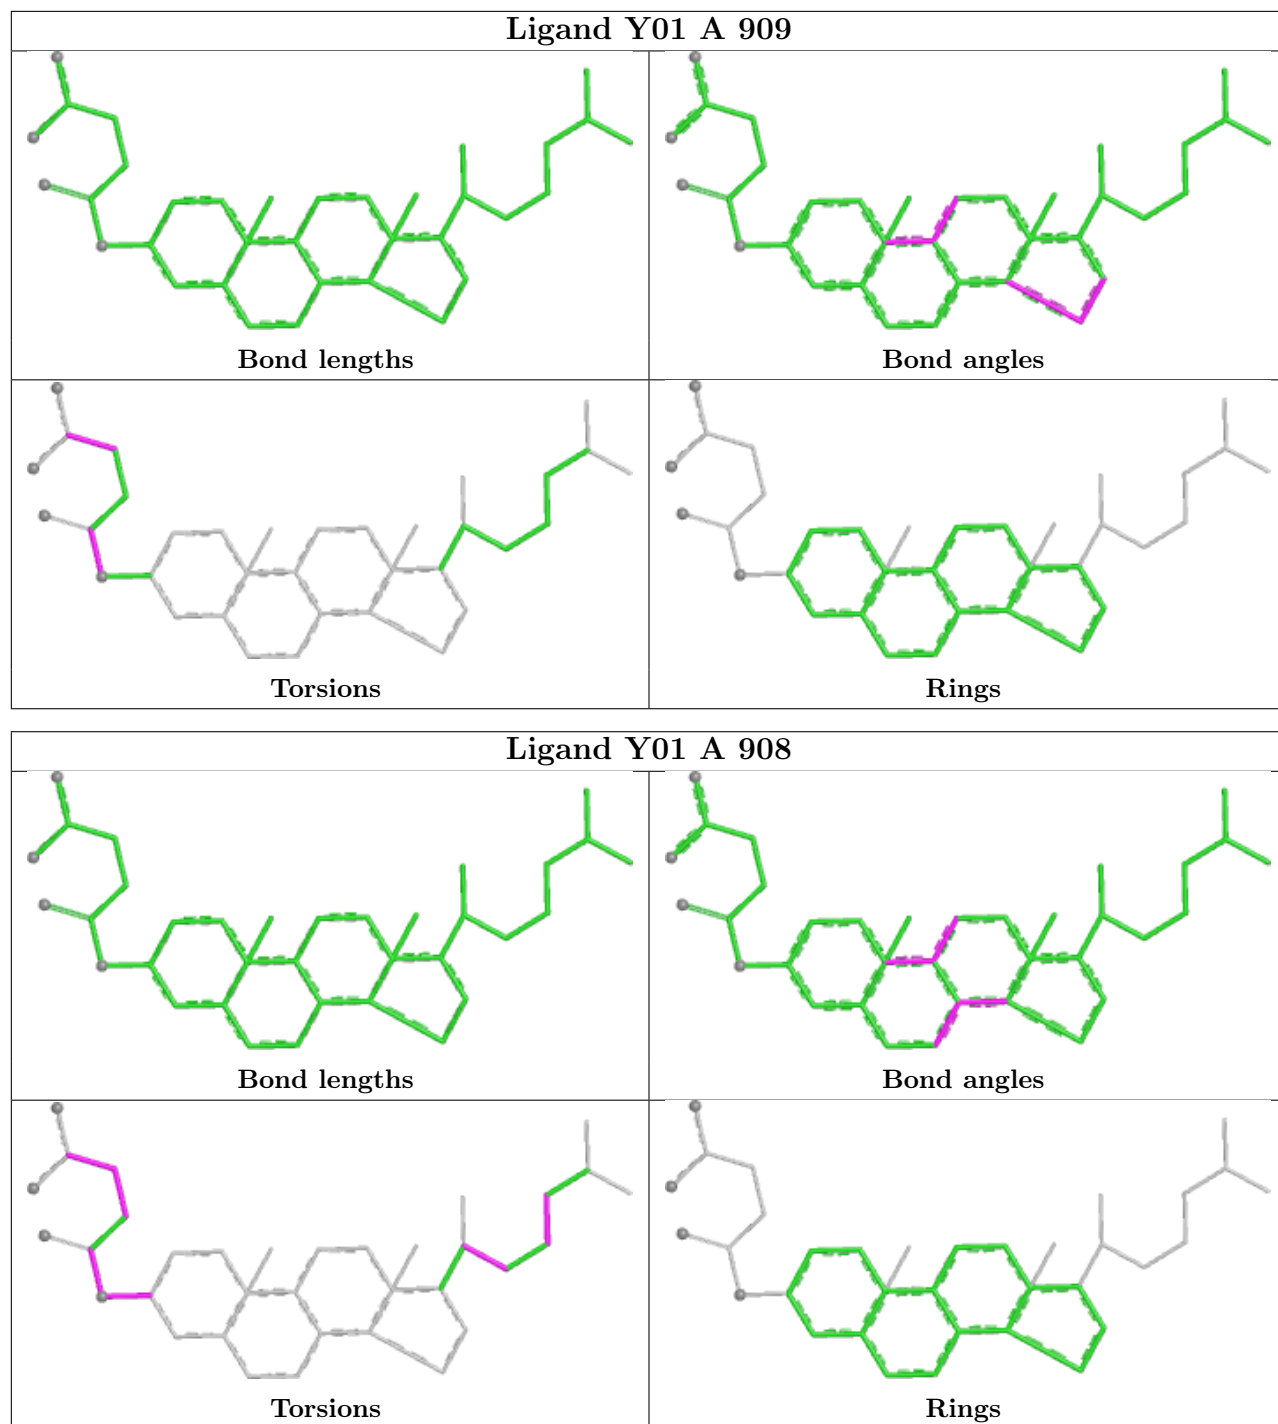 Ligand Y01 A 909
Bond lengths
Bond angles
Torsions
Rings
Ligand Y01 A 908
Bond lengths
Bond angles
Torsions
Rings